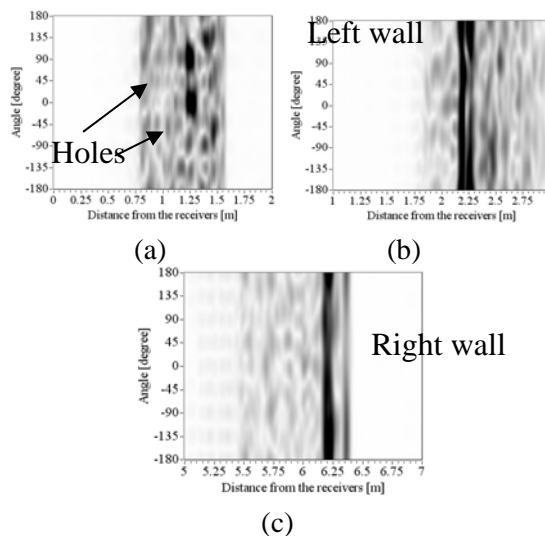 180
135
90
45
0
-45
-90
-135
-180
Angle [degree]
Holes
0 0.25 0.5 0.75 1 1.25 1.5 1.75 2
Distance from the receivers [m]
(a)
180
135
90
45
0
-45
-90
-135
-180
Angle [degree]
Left wall
1 1.25 1.5 1.75 2 2.25 2.5 2.75
Distance from the receivers [m]
(b)
180
135
90
45
0
-45
-90
-135
-180
Angle [degree]
Right wall
5 5.25 5.5 5.75 6 6.25 6.5 6.75 7
Distance from the receivers [m]
(c)